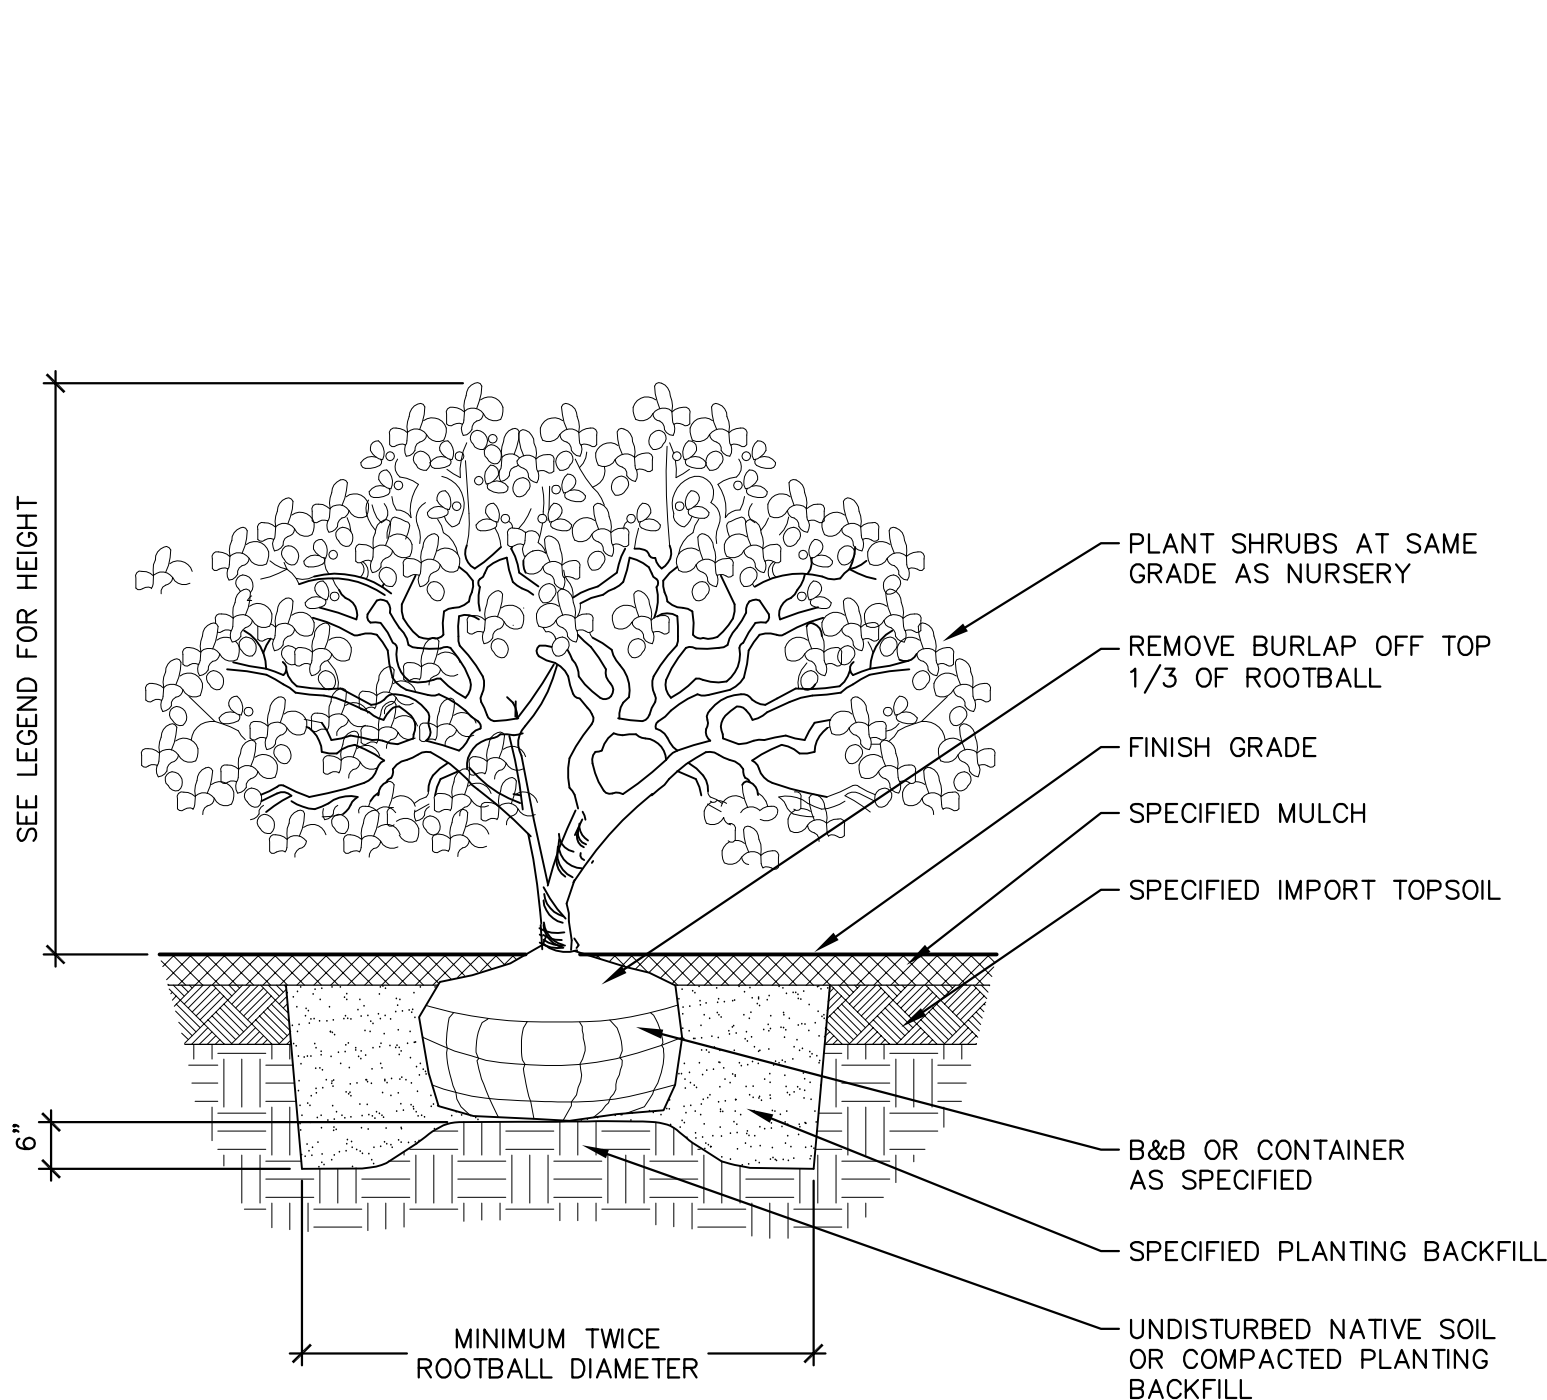 SEE LEGEND FOR HEIGHT
PLANT SHRUBS AT SAME
GRADE AS NURSERY
REMOVE BURLAP OFF TOP
1/3 OF ROOTBALL
FINISH GRADE
SPECIFIED MULCH
SPECIFIED IMPORT TOPSOIL
6"
B&B OR CONTAINER
AS SPECIFIED
SPECIFIED PLANTING BACKFILL
UNDISTURBED NATIVE SOIL
OR COMPACTED PLANTING
BACKFILL
MINIMUM TWICE
ROOTBALL DIAMETER